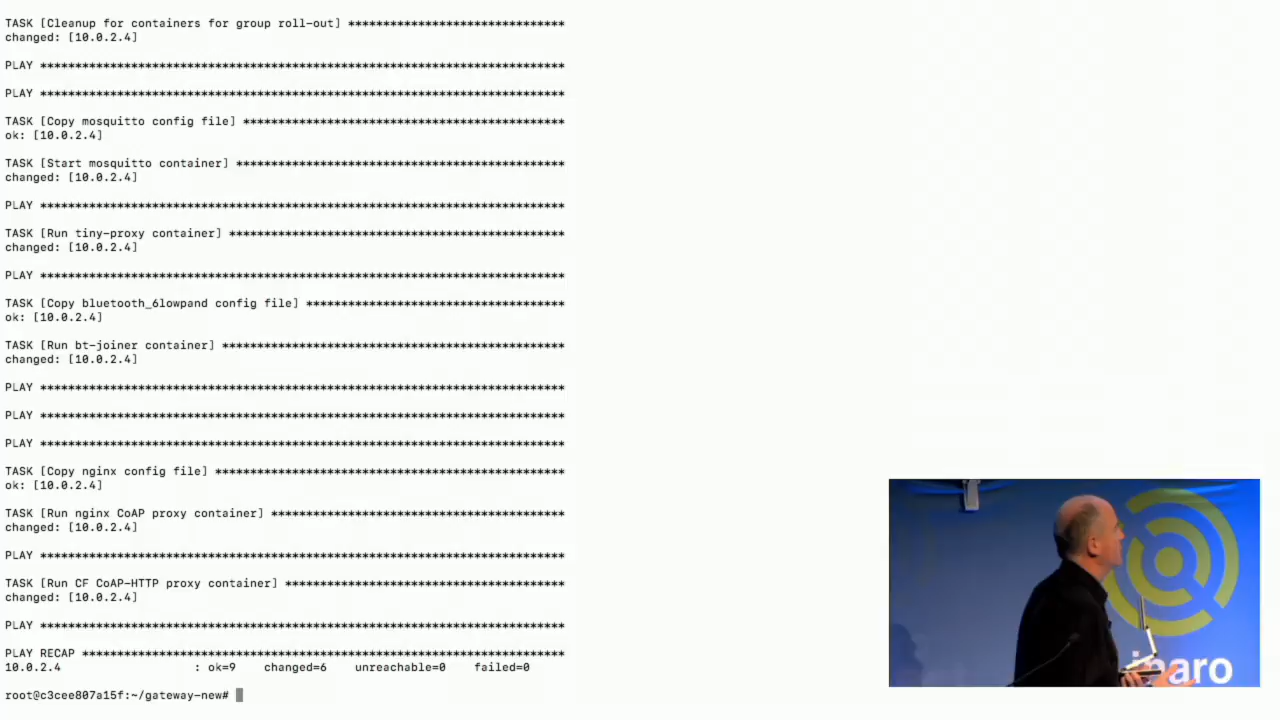 TASK [Cleanup for containers for group roll-out] *******************************
changed: [10.0.2.4]
PLAY ***************************************************************************
PLAY ***************************************************************************
TASK [Copy mosquitto config file] **********************************************
ok: [10.0.2.4]
TASK [Start mosquitto container] ***********************************************
changed: [10.0.2.4]
PLAY ***************************************************************************
TASK [Run tiny-proxy container] ************************************************
changed: [10.0.2.4]
PLAY ***************************************************************************
TASK [Copy bluetooth_6lowpand config file] *************************************
ok: [10.0.2.4]
TASK [Run bt-joiner container] *************************************************
changed: [10.0.2.4]
PLAY ***************************************************************************
PLAY ***************************************************************************
PLAY ***************************************************************************
TASK [Copy nginx config file] **************************************************
ok: [10.0.2.4]
TASK [Run nginx CoAP proxy container] ******************************************
changed: [10.0.2.4]
PLAY ***************************************************************************
TASK [Run CF CoAP-HTTP proxy container] ****************************************
changed: [10.0.2.4]
PLAY ***************************************************************************
PLAY RECAP *********************************************************************
10.0.2.4 : ok=9 changed=6 unreachable=0 failed=0
root@c3cee807a15f:~/gateway-new#